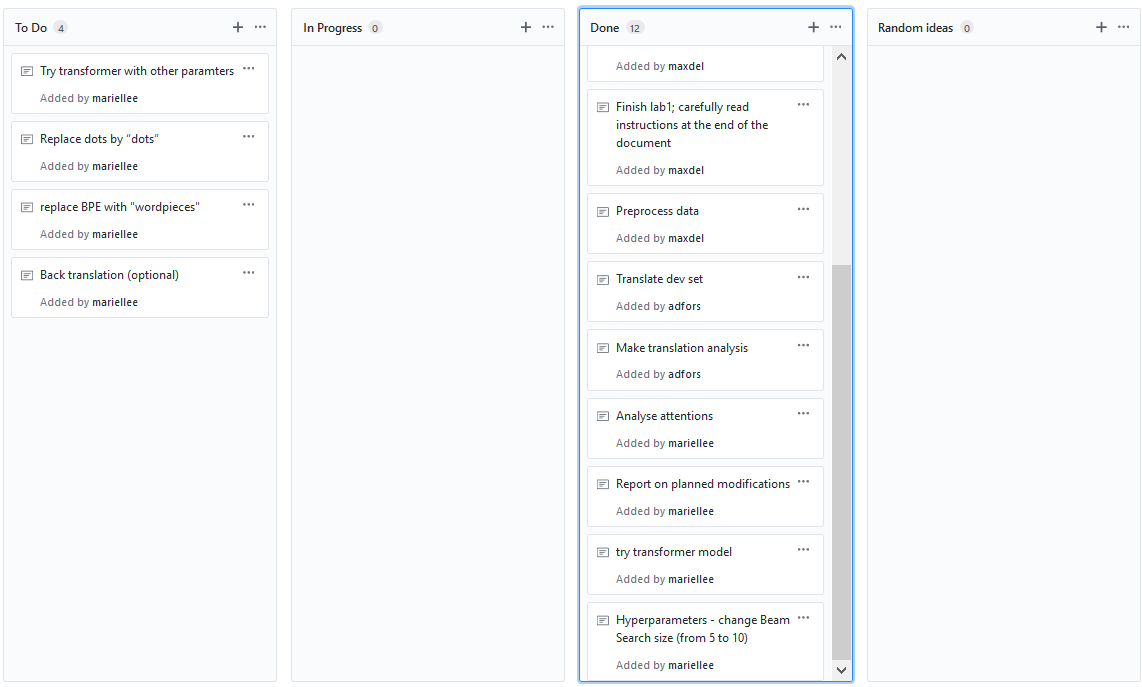 To Do 4
Try transformer with other paramters
Added by mariellee
Replace dots by “dots”
Added by mariellee
replace BPE with "wordpieces"
Added by mariellee
Back translation (optional)
Added by mariellee
In Progress 0
Done 12
Added by maxdel
Finish lab1; carefully read
instructions at the end of the
document
Added by maxdel
Preprocess data
Added by maxdel
Translate dev set
Added by adfors
Make translation analysis
Added by adfors
Analyse attentions
Added by mariellee
Report on planned modifications
Added by mariellee
try transformer model
Added by mariellee
Hyperparameters - change Beam
Search size (from 5 to 10)
Added by mariellee
Random ideas 0